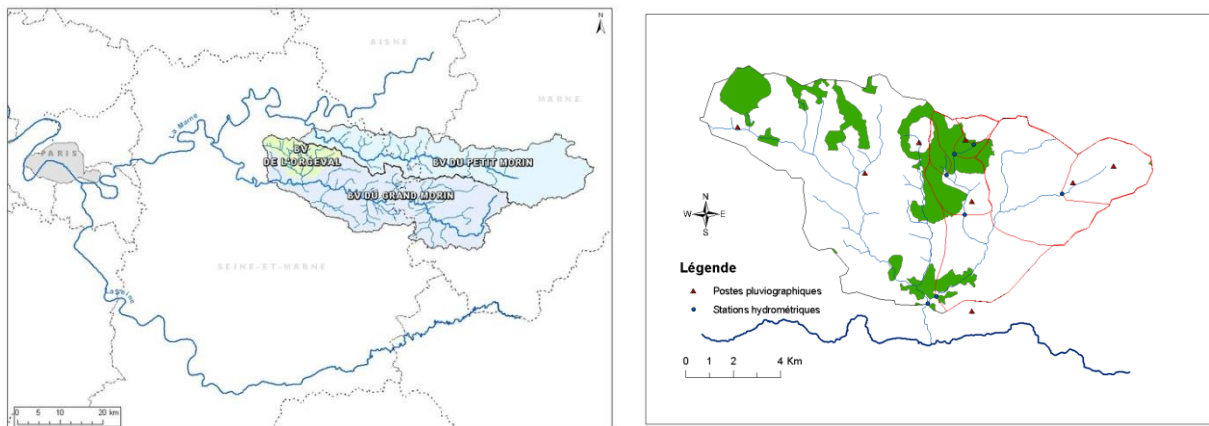 N
AISNE
MARNE
La Marne
PARIS
BV
DE L'ORGEVAL
BV DU PETIT MORIN
BV DU GRAND MORIN
SEINE-ET-MARNE
La Seine
0 5 10 20 km
N
W E
S
Légende
Postes pluviographiques
Stations hydrométriques
0 1 2 4 Km